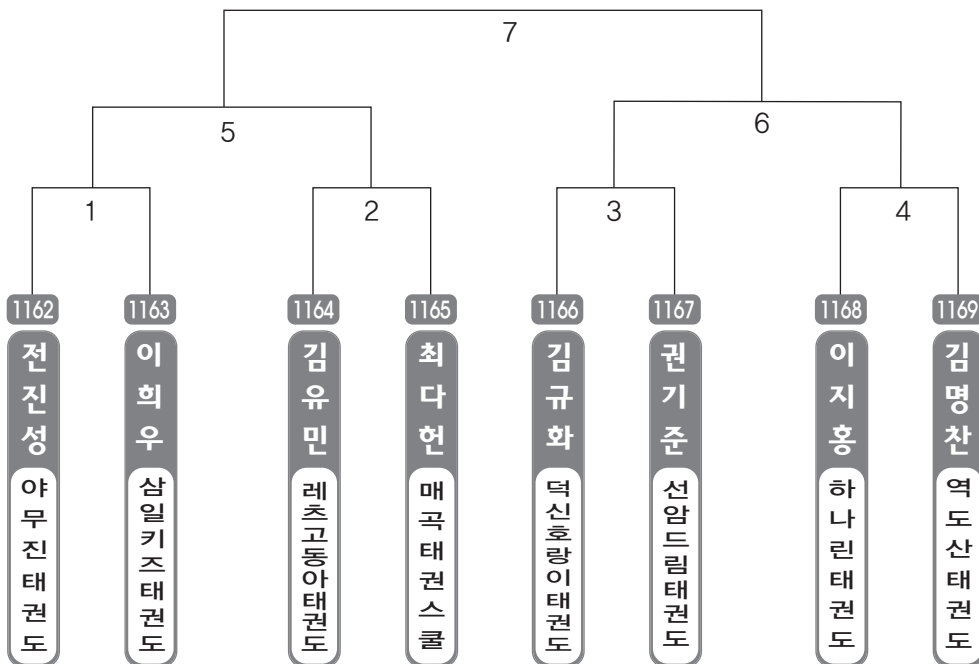 7
5
6
1
2
3
4
1162
1163
1164
1165
1166
1167
1168
1169
전진성
이희우
김유민
최다헌
김규화
권기준
이지홍
김명찬
야무진태권도
삼일키즈태권도
레츠고동아태권도
매곡태권스쿨
덕신호랑이태권도
선암드림태권도
하나린태권도
역도산태권도